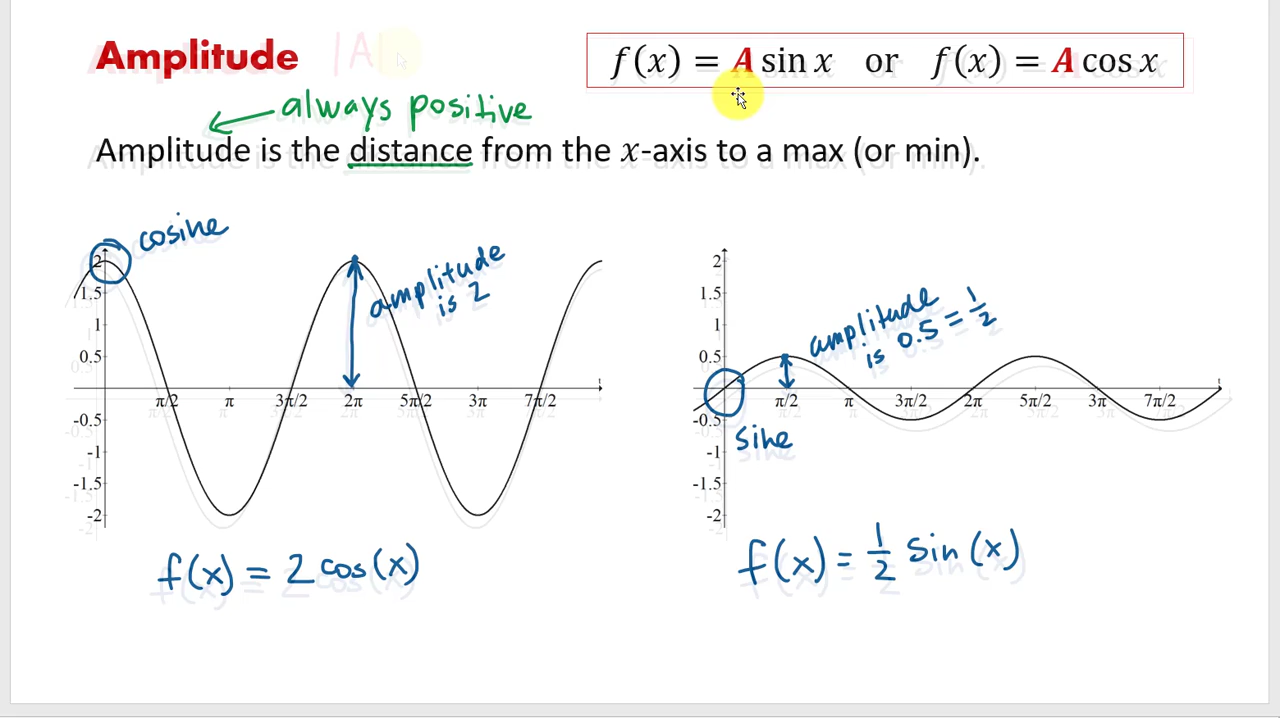 Amplitude |A|
f(x) = A sin x or f(x) = A cos x
always positive
Amplitude is the distance from the x-axis to a max (or min).
cosine
amplitude
is 2
2
1.5
1
0.5
-0.5
-1
-1.5
-2
π/2 π 3π/2 2π 5π/2 3π 7π/2
f(x) = 2 cos(x)
amplitude
is 0.5 = 1/2
sine
2
1.5
1
0.5
-0.5
-1
-1.5
-2
π/2 π 3π/2 2π 5π/2 3π 7π/2
f(x) = 1/2 sin(x)